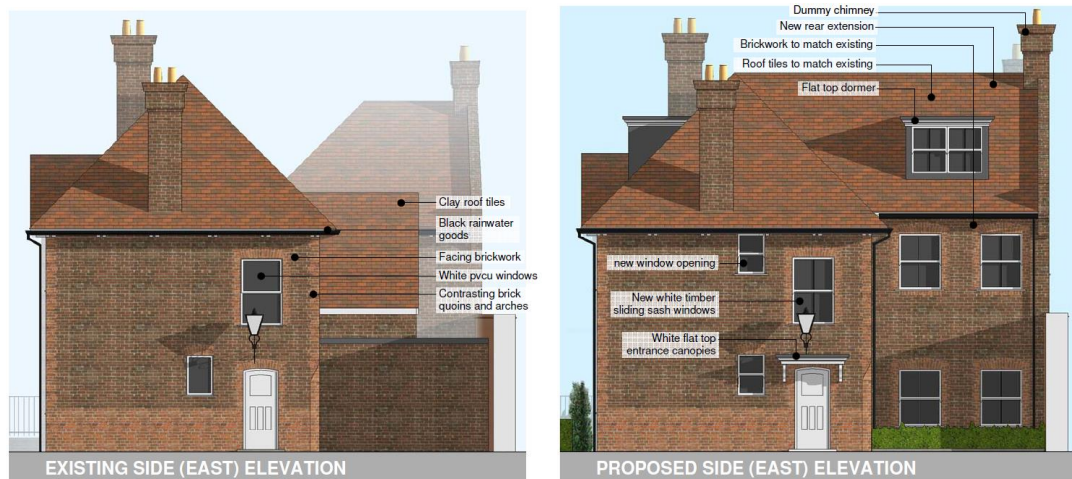 Clay roof tiles
Black rainwater
goods
Facing brickwork
White pvcu windows
Contrasting brick
quoins and arches
EXISTING SIDE (EAST) ELEVATION
Dummy chimney
New rear extension
Brickwork to match existing
Roof tiles to match existing
Flat top dormer
new window opening
New white timber
sliding sash windows
White flat top
entrance canopies
PROPOSED SIDE (EAST) ELEVATION